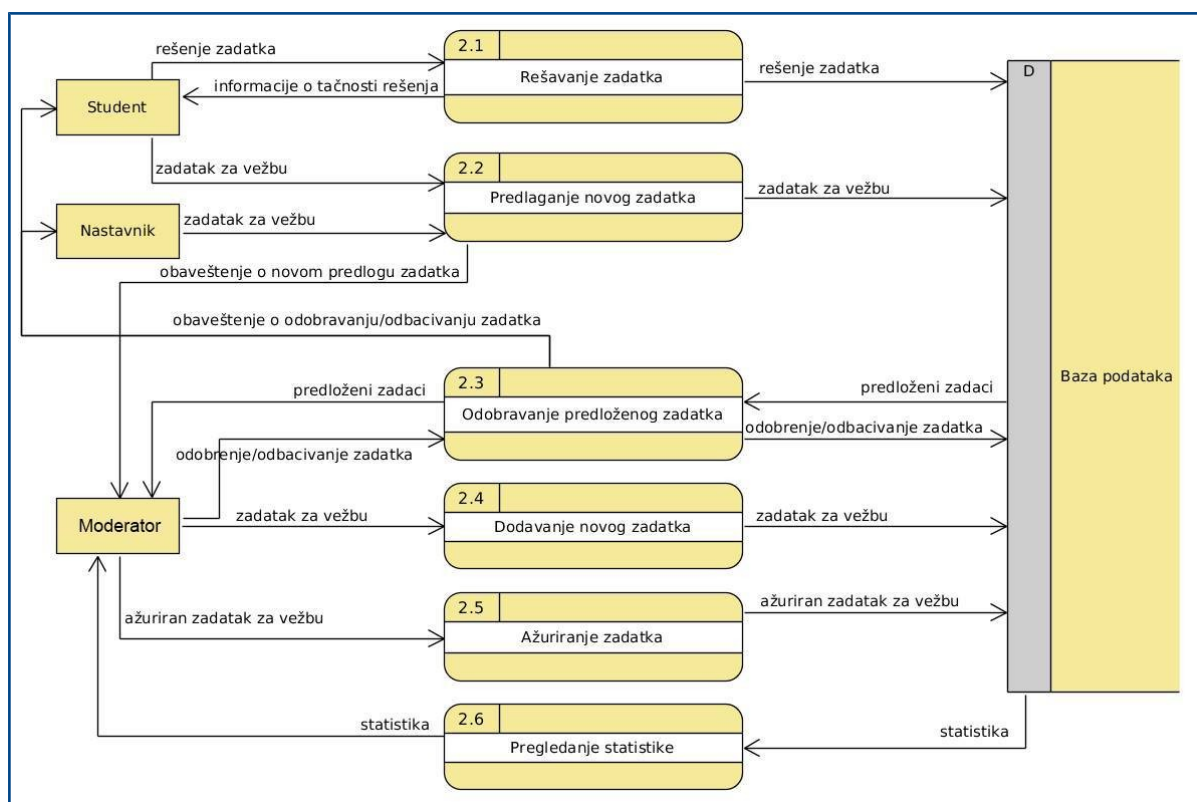 2.1
rešenje zadatka
Rešavanje zadatka
rešenje zadatka
D
informacije o tačnosti rešenja
Student
zadatak za vežbu
2.2
Predlaganje novog zadatka
zadatak za vežbu
Nastavnik
zadatak za vežbu
obaveštenje o novom predlogu zadatka
obaveštenje o odobravanju/odbacivanju zadatka
Baza podataka
2.3
predloženi zadaci
Odobravanje predloženog zadatka
predloženi zadaci
odobrenje/odbacivanje zadatka
odobrenje/odbacivanje zadatka
2.4
Moderator
zadatak za vežbu
Dodavanje novog zadatka
zadatak za vežbu
2.5
ažuriran zadatak za vežbu
Ažuriranje zadatka
ažuriran zadatak za vežbu
2.6
statistika
Pregledanje statistike
statistika